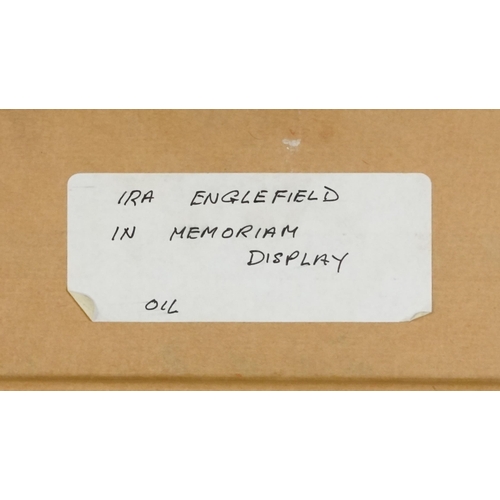 IRA ENGLEFIELD
IN MEMORIAM
DISPLAY
OIL